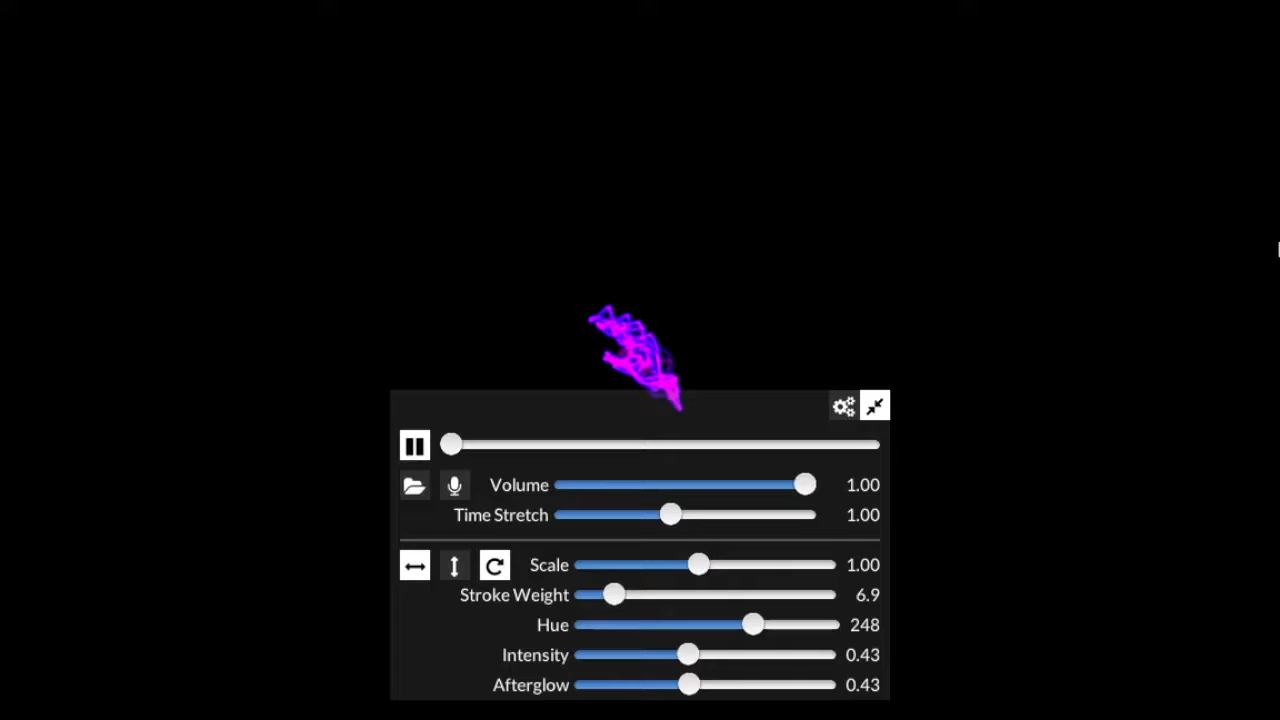 Volume 1.00
Time Stretch 1.00
Scale 1.00
Stroke Weight 6.9
Hue 248
Intensity 0.43
Afterglow 0.43